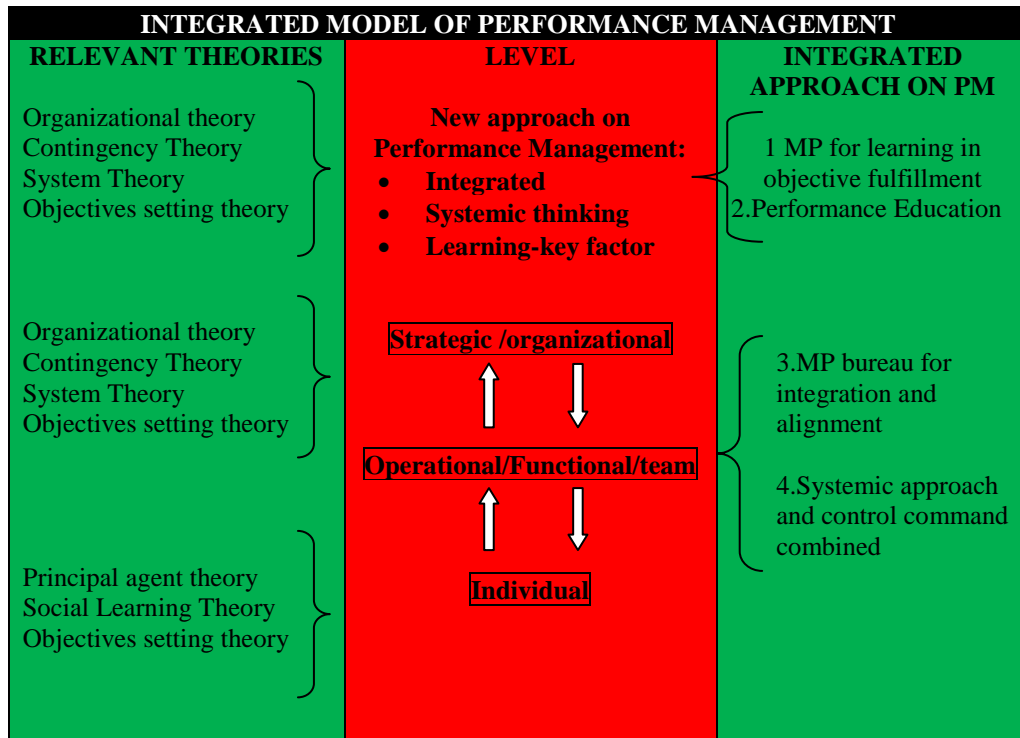 INTEGRATED MODEL OF PERFORMANCE MANAGEMENT
RELEVANT THEORIES
Organizational theory
Contingency Theory
System Theory
Objectives setting theory
Organizational theory
Contingency Theory
System Theory
Objectives setting theory
Principal agent theory
Social Learning Theory
Objectives setting theory
LEVEL
New approach on
Performance Management:
• Integrated
• Systemic thinking
• Learning-key factor
Strategic /organizational
Operational/Functional/team
Individual
INTEGRATED
APPROACH ON PM
1 MP for learning in
objective fulfillment
2.Performance Education
3.MP bureau for
integration and
alignment
4.Systemic approach
and control command
combined